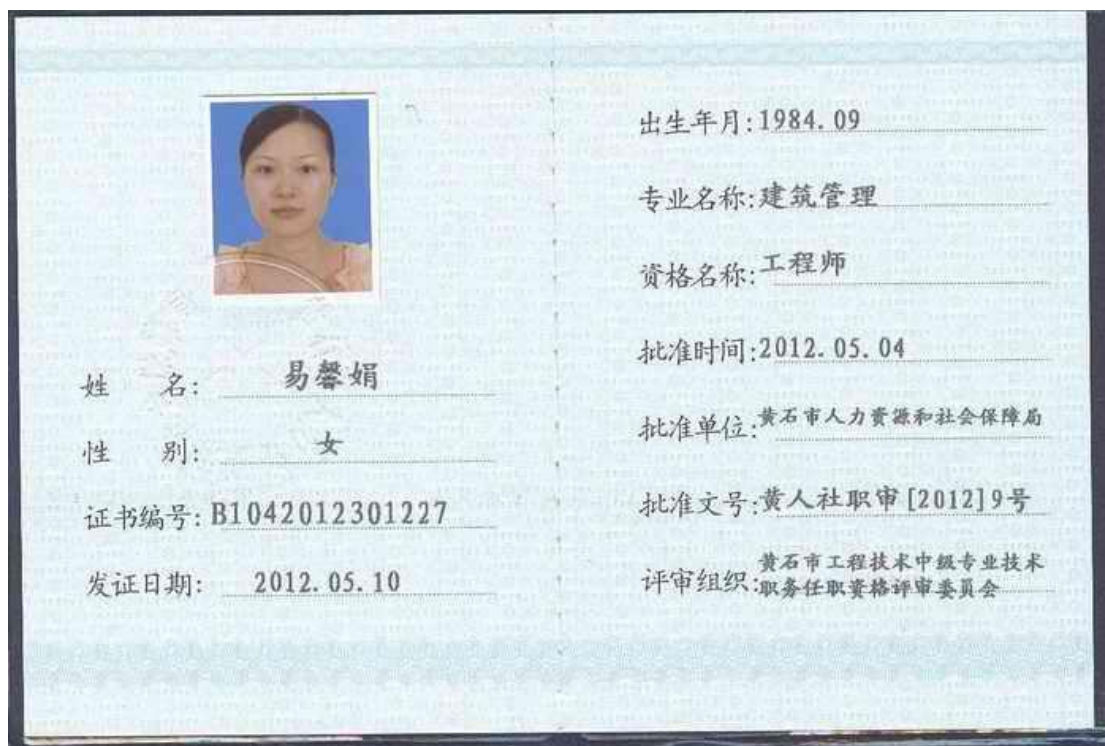 姓 名: 易馨娟
性 别: 女
证书编号: B1042012301227
发证日期: 2012.05.10
出生年月: 1984.09
专业名称: 建筑管理
资格名称: 工程师
批准时间: 2012.05.04
批准单位: 黄石市人力资源和社会保障局
批准文号: 黄人社职审[2012]9号
评审组织: 黄石市工程技术中级专业技术
职务任职资格评审委员会